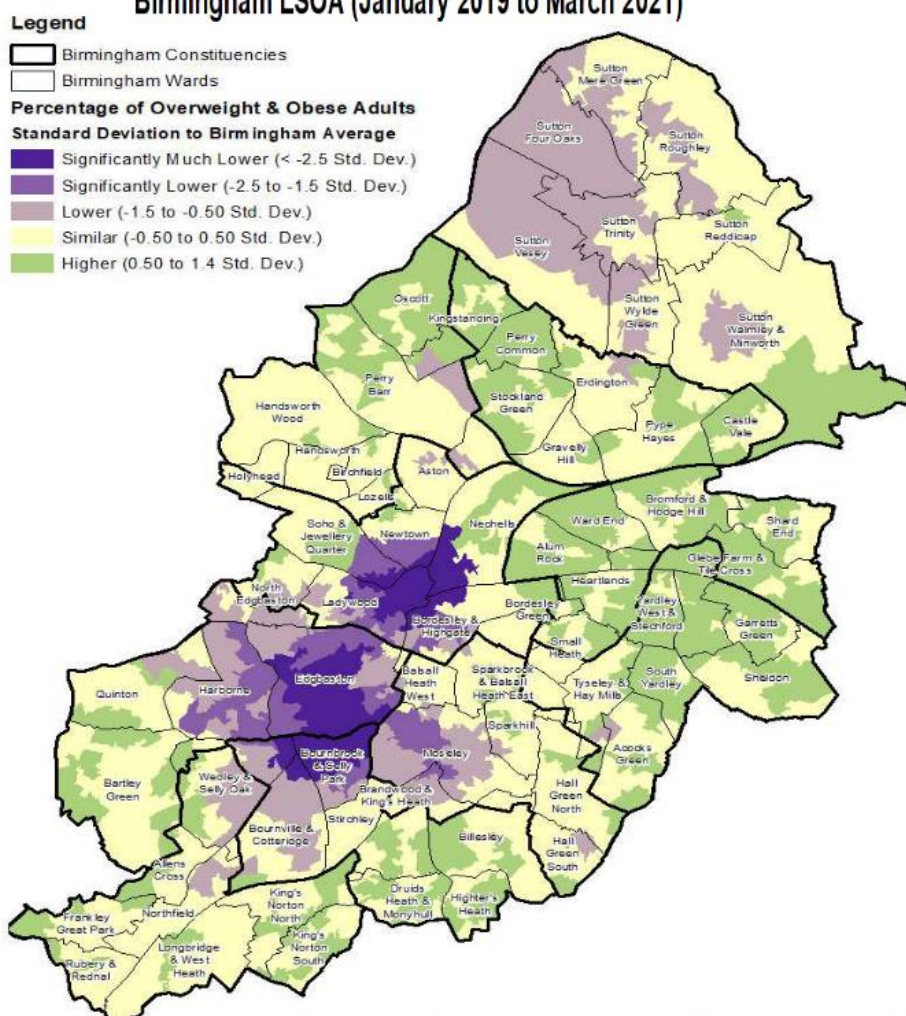 Birmingham LSOA (January 2019 to March 2021)
Legend
Birmingham Constituencies
Birmingham Wards
Percentage of Overweight & Obese Adults
Standard Deviation to Birmingham Average
Significantly Much Lower (< -2.5 Std. Dev.)
Significantly Lower (-2.5 to -1.5 Std. Dev.)
Lower (-1.5 to -0.50 Std. Dev.)
Similar (-0.50 to 0.50 Std. Dev.)
Higher (0.50 to 1.4 Std. Dev.)
Sutton
Mere Green
Sutton
Four Oaks
Sutton
Roughley
Sutton
Trinity
Sutton
Reddicap
Sutton
Vesey
Sutton
Wylde
Green
Sutton
Walmley &
Minworth
Oscott
Kingstanding
Perry
Common
Erdington
Perry
Barr
Stockland
Green
Handsworth
Wood
Pype
Hayes
Castle
Vale
Gravelly
Hill
Handsworth
Birchfield
Holyhead
Aston
Lozells
Bromford &
Hodge Hill
Soho &
Jewellery
Quarter
Newtown
Nechells
Ward End
Shard
End
Alum
Rock
Glebe Farm &
Tile Cross
Heartlands
North
Edgbaston
Ladywood
Bordesley &
Highgate
Bordesley
Green
Yardley
West &
Stechford
Garretts
Green
Small
Heath
Edgbaston
Balsall
Heath
West
Sparkbrook
& Balsall
Heath East
Tyseley &
Hay Mills
South
Yardley
Sheldon
Quinton
Harborne
Sparkhill
Moseley
Acocks
Green
Bournbrook
& Selly
Park
Bartley
Green
Weoley &
Selly Oak
Brandwood &
King's Heath
Hall
Green
North
Bournville &
Cotteridge
Stirchley
Billesley
Hall
Green
South
Allens
Cross
King's
Norton
North
Druids
Heath &
Monyhull
Highter's
Heath
Frankley
Great Park
Northfield
Longbridge
& West
Heath
King's
Norton
South
Rubery &
Rednal